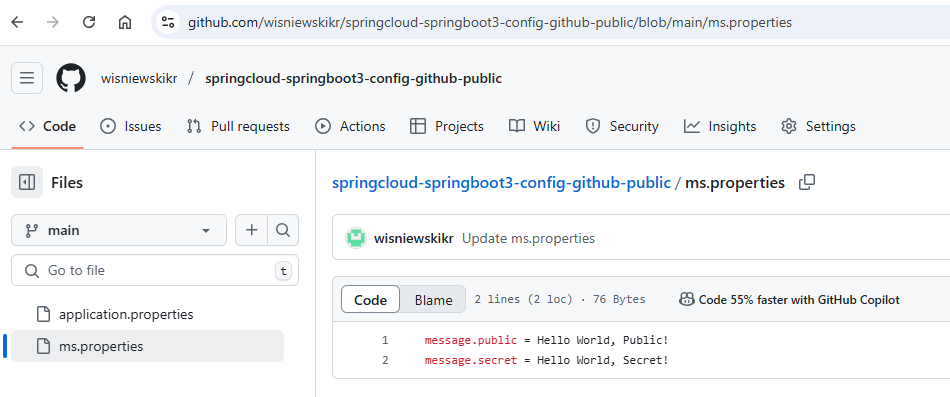 github.com/wisniewskikr/springcloud-springboot3-config-github-public/blob/main/ms.properties
wisniewskikr / springcloud-springboot3-config-github-public
<> Code Issues Pull requests Actions Projects Wiki Security Insights Settings
Files
main
Go to file t
application.properties
ms.properties
springcloud-springboot3-config-github-public / ms.properties
wisniewskikr Update ms.properties
Code Blame 2 lines (2 loc) · 76 Bytes Code 55% faster with GitHub Copilot
1 message.public = Hello World, Public!
2 message.secret = Hello World, Secret!